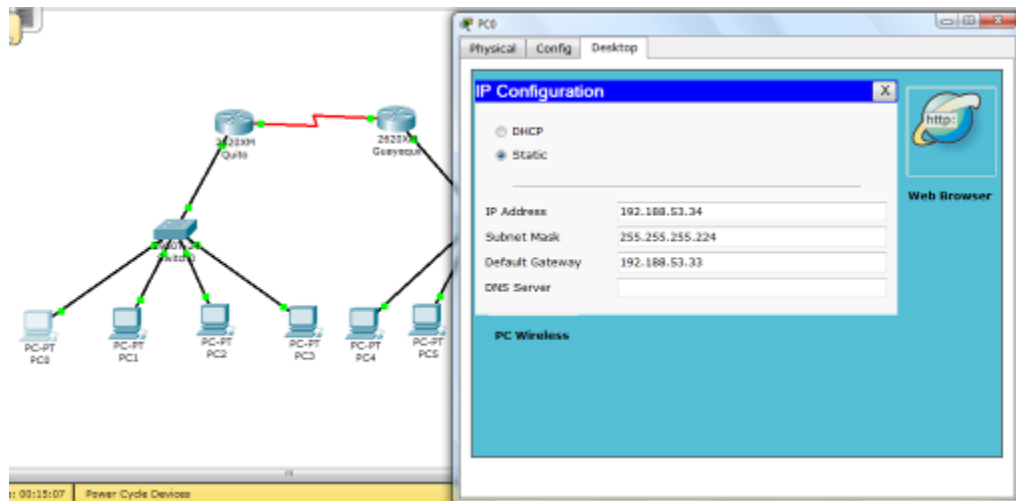 PC0
Physical Config Desktop
IP Configuration X
http:
DHCP
Static
Web Browser
IP Address 192.188.53.34
Subnet Mask 255.255.255.224
Default Gateway 192.188.53.33
DNS Server
PC Wireless
2620XM
Quito
Guayaquil
PC-PT
PC0
PC-PT
PC1
PC-PT
PC2
PC-PT
PC3
PC-PT
PC4
PC-PT
PC5
00:15:07 Power Cycle Devices